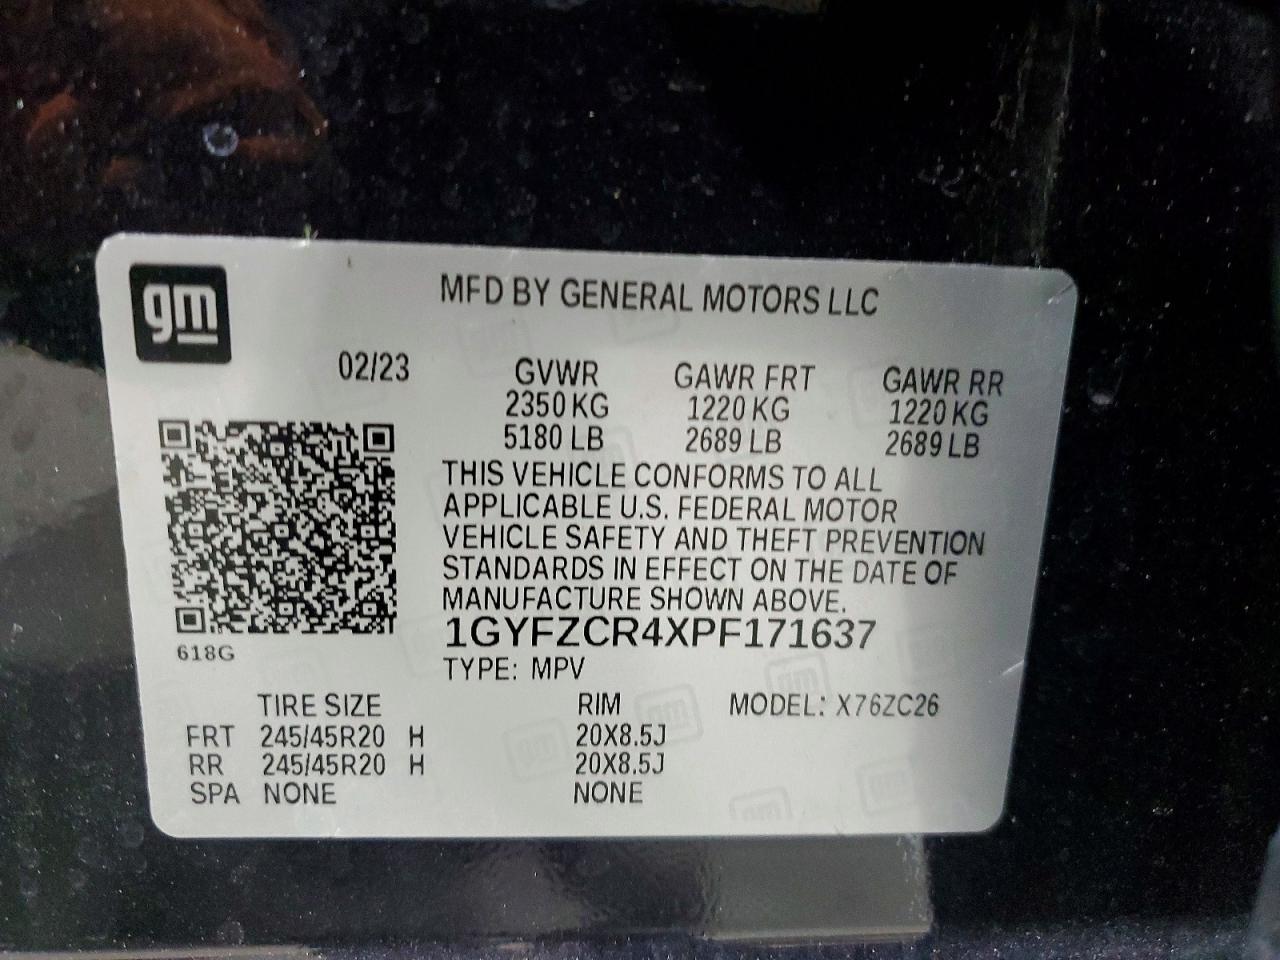 gm
MFD BY GENERAL MOTORS LLC
02/23 GVWR GAWR FRT GAWR RR
2350 KG 1220 KG 1220 KG
5180 LB 2689 LB 2689 LB
THIS VEHICLE CONFORMS TO ALL
APPLICABLE U.S. FEDERAL MOTOR
VEHICLE SAFETY AND THEFT PREVENTION
STANDARDS IN EFFECT ON THE DATE OF
MANUFACTURE SHOWN ABOVE.
1GYFZCR4XPF171637
618G
TYPE: MPV
TIRE SIZE RIM MODEL: X76ZC26
FRT 245/45R20 H 20X8.5J
RR 245/45R20 H 20X8.5J
SPA NONE NONE